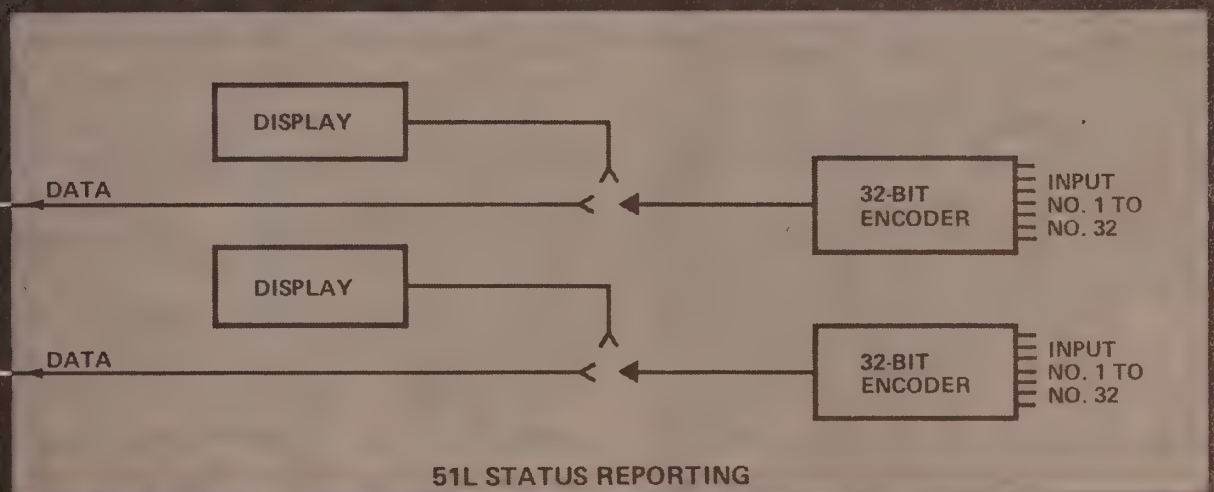 DISPLAY
DATA
32-BIT
ENCODER
INPUT
NO. 1 TO
NO. 32
DISPLAY
DATA
32-BIT
ENCODER
INPUT
NO. 1 TO
NO. 32
51L STATUS REPORTING